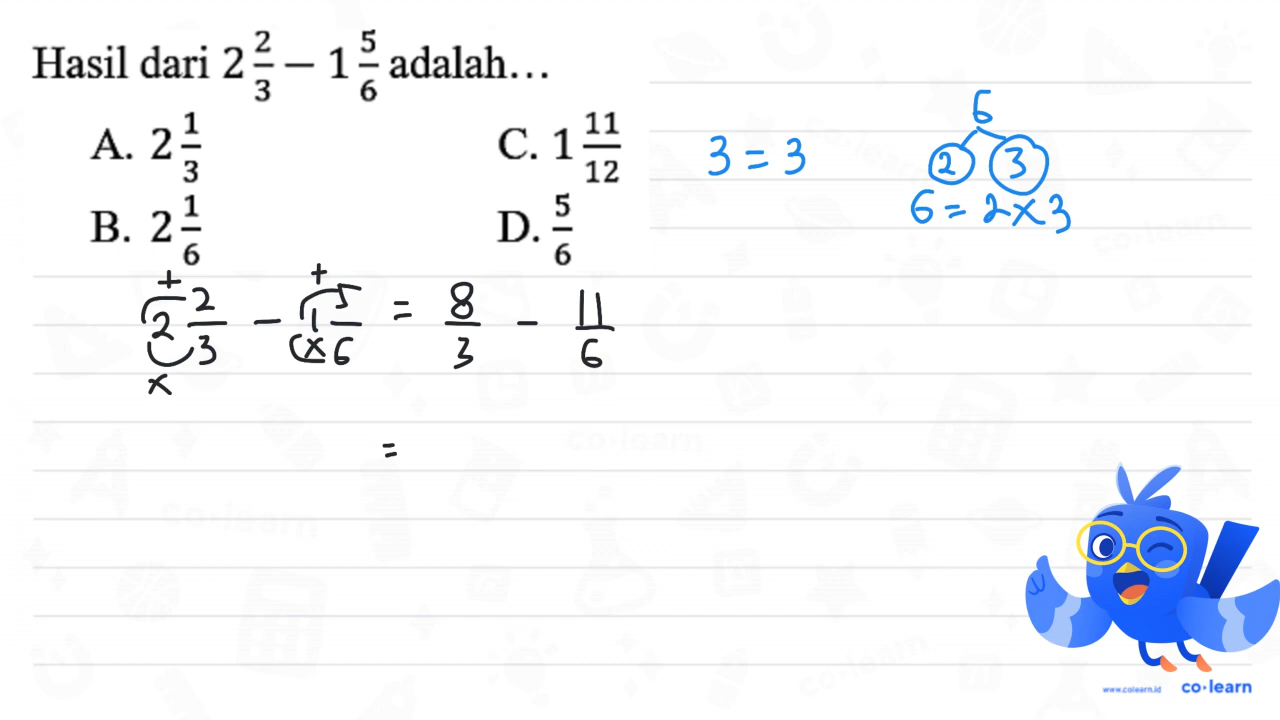 Hasil dari 2 2/3 − 1 5/6 adalah...
A. 2 1/3
C. 1 11/12
B. 2 1/6
D. 5/6
3 = 3
6
2 3
6 = 2 × 3
+ +
2 2/3 − 1 5/6 = 8/3 − 11/6
× ×
=
www.colearn.id co·learn